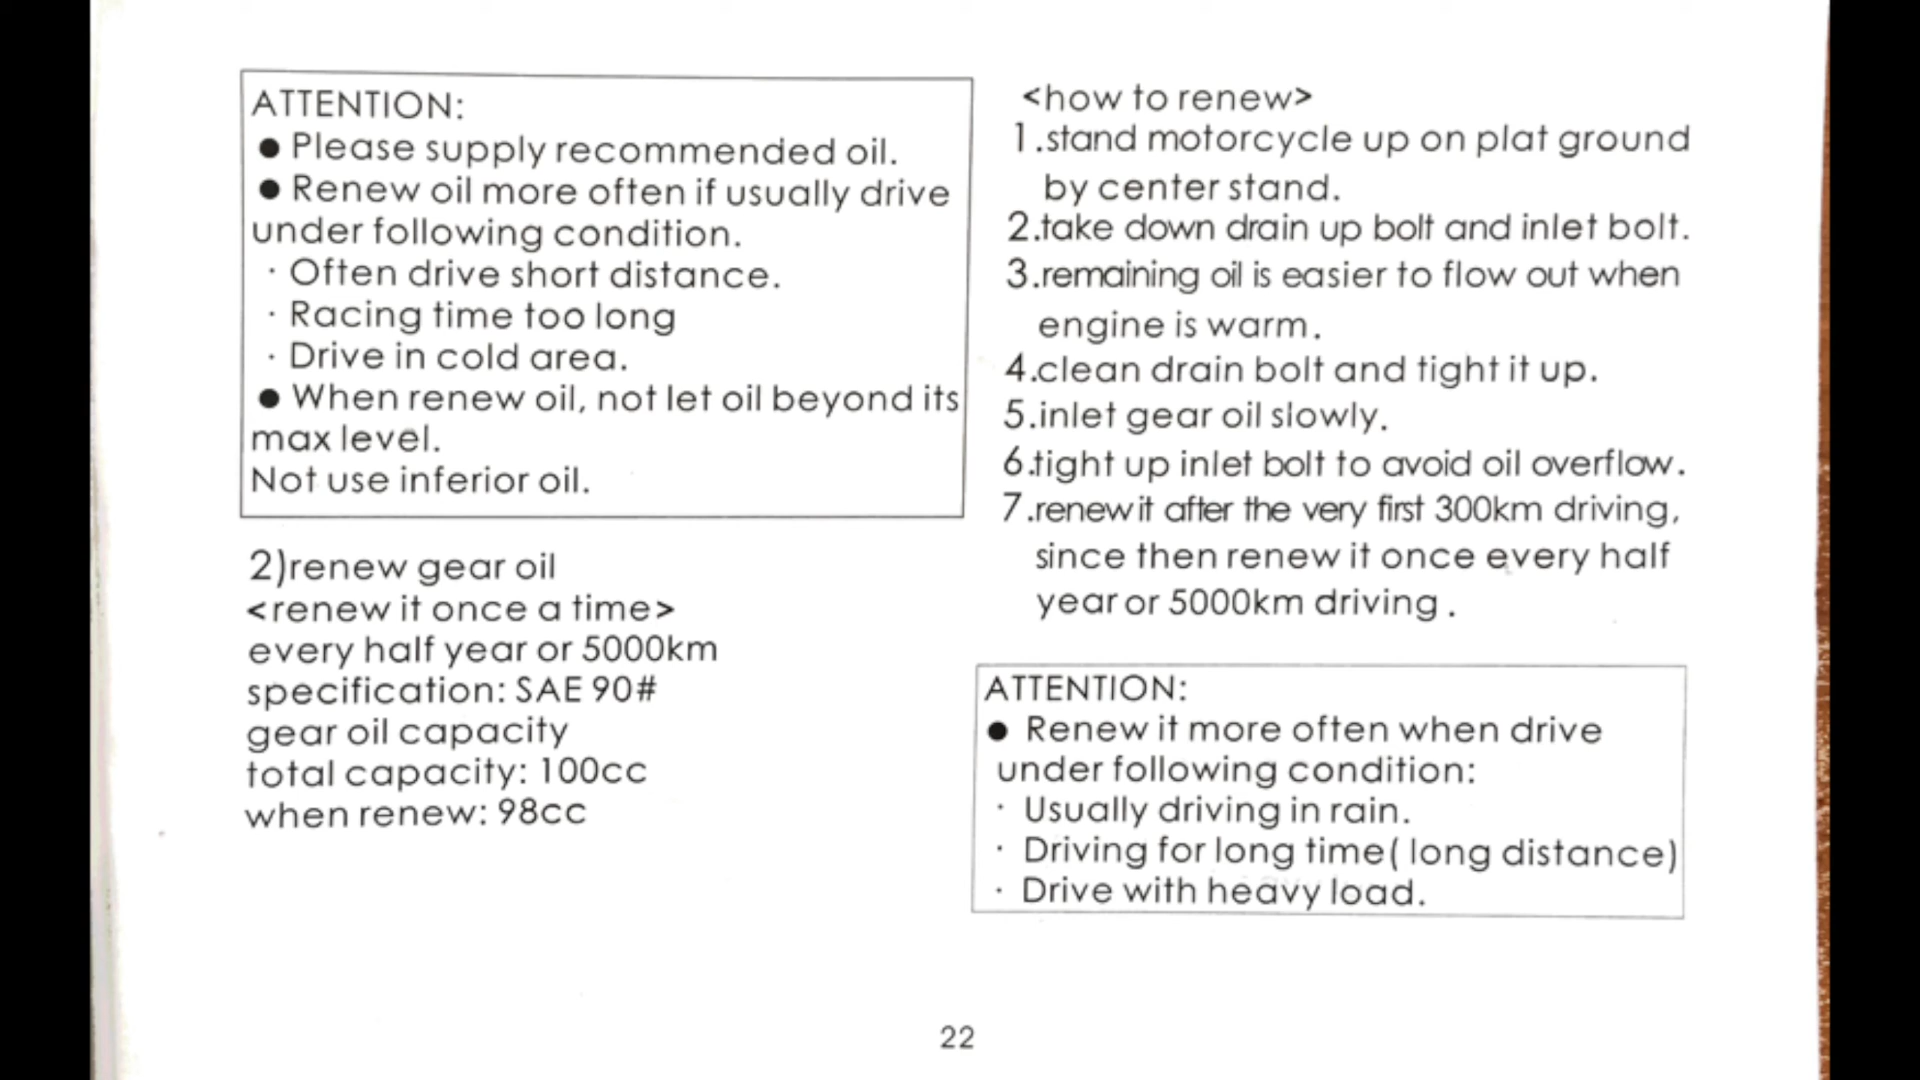 ATTENTION:
● Please supply recommended oil.
● Renew oil more often if usually drive
under following condition.
· Often drive short distance.
· Racing time too long
· Drive in cold area.
● When renew oil, not let oil beyond its
max level.
Not use inferior oil.
2)renew gear oil
<renew it once a time>
every half year or 5000km
specification: SAE 90#
gear oil capacity
total capacity: 100cc
when renew: 98cc
<how to renew>
1.stand motorcycle up on plat ground
by center stand.
2.take down drain up bolt and inlet bolt.
3.remaining oil is easier to flow out when
engine is warm.
4.clean drain bolt and tight it up.
5.inlet gear oil slowly.
6.tight up inlet bolt to avoid oil overflow.
7.renew it after the very first 300km driving,
since then renew it once every half
year or 5000km driving.
ATTENTION:
● Renew it more often when drive
under following condition:
· Usually driving in rain.
· Driving for long time( long distance)
· Drive with heavy load.
22